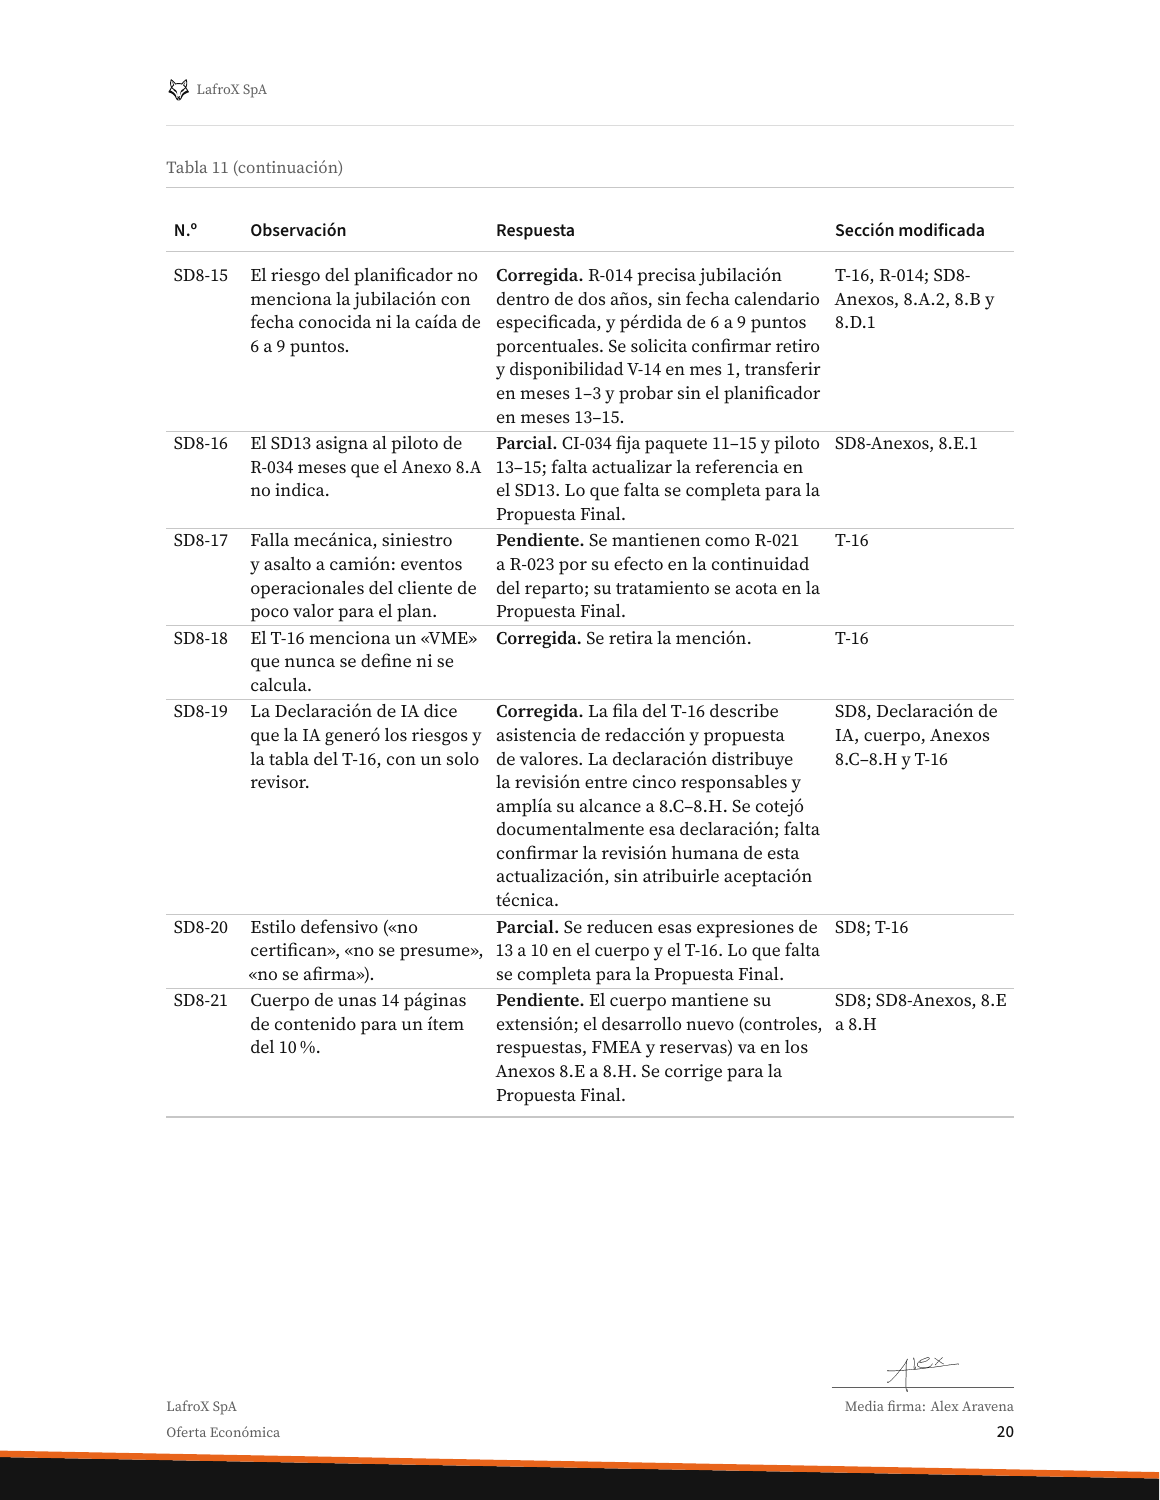 LafroX SpA
Tabla 11 (continuación)
N.º Observación Respuesta Sección modificada
SD8-15 El riesgo del planificador no Corregida. R-014 precisa jubilación T-16, R-014; SD8-
menciona la jubilación con dentro de dos años, sin fecha calendario Anexos, 8.A.2, 8.B y
fecha conocida ni la caída de especificada, y pérdida de 6 a 9 puntos 8.D.1
6 a 9 puntos. porcentuales. Se solicita confirmar retiro
y disponibilidad V-14 en mes 1, transferir
en meses 1–3 y probar sin el planificador
en meses 13–15.
SD8-16 El SD13 asigna al piloto de Parcial. CI-034 fija paquete 11–15 y piloto SD8-Anexos, 8.E.1
R-034 meses que el Anexo 8.A 13–15; falta actualizar la referencia en
no indica. el SD13. Lo que falta se completa para la
Propuesta Final.
SD8-17 Falla mecánica, siniestro Pendiente. Se mantienen como R-021 T-16
y asalto a camión: eventos a R-023 por su efecto en la continuidad
operacionales del cliente de del reparto; su tratamiento se acota en la
poco valor para el plan. Propuesta Final.
SD8-18 El T-16 menciona un «VME» Corregida. Se retira la mención. T-16
que nunca se define ni se
calcula.
SD8-19 La Declaración de IA dice Corregida. La fila del T-16 describe SD8, Declaración de
que la IA generó los riesgos y asistencia de redacción y propuesta IA, cuerpo, Anexos
la tabla del T-16, con un solo de valores. La declaración distribuye 8.C–8.H y T-16
revisor. la revisión entre cinco responsables y
amplía su alcance a 8.C–8.H. Se cotejó
documentalmente esa declaración; falta
confirmar la revisión humana de esta
actualización, sin atribuirle aceptación
técnica.
SD8-20 Estilo defensivo («no Parcial. Se reducen esas expresiones de SD8; T-16
certifican», «no se presume», 13 a 10 en el cuerpo y el T-16. Lo que falta
«no se afirma»). se completa para la Propuesta Final.
SD8-21 Cuerpo de unas 14 páginas Pendiente. El cuerpo mantiene su SD8; SD8-Anexos, 8.E
de contenido para un ítem extensión; el desarrollo nuevo (controles, a 8.H
del 10 %. respuestas, FMEA y reservas) va en los
Anexos 8.E a 8.H. Se corrige para la
Propuesta Final.
Alex
LafroX SpA Media firma: Alex Aravena
Oferta Económica 20